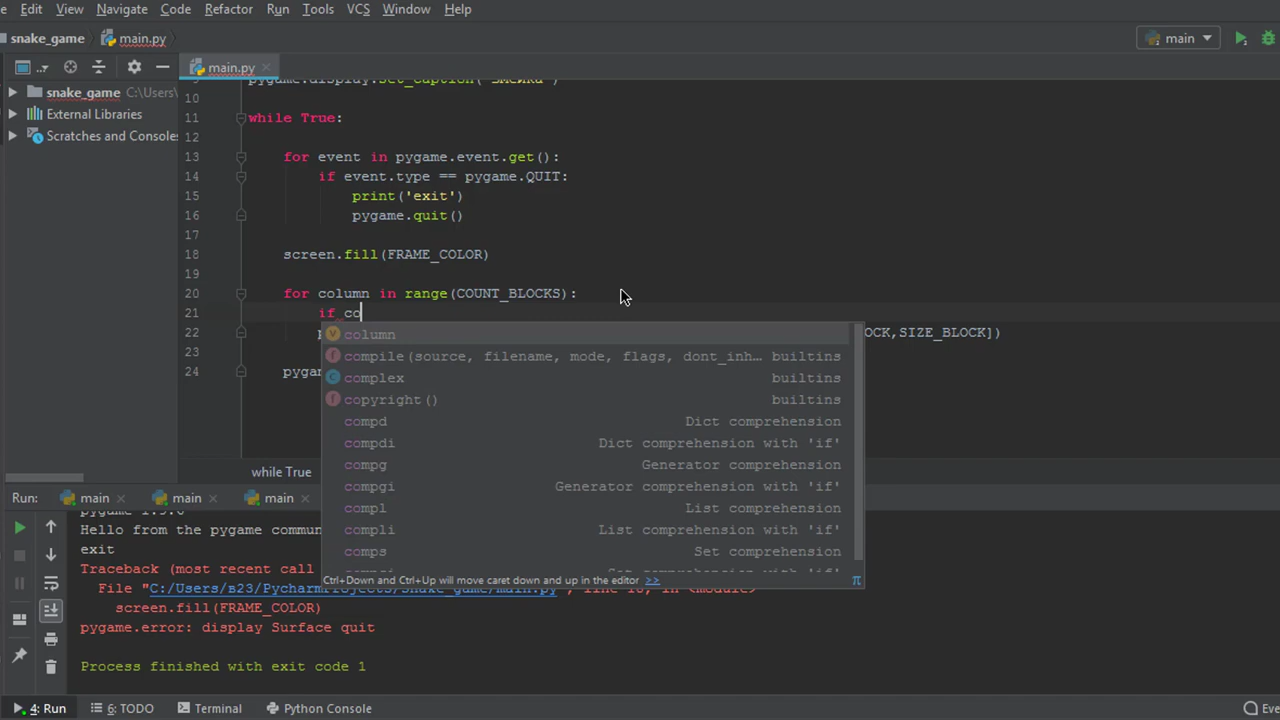 Edit View Navigate Code Refactor Run Tools VCS Window Help
snake_game main.py main
main.py
snake_game C:\Users\
External Libraries
Scratches and Consoles
10
11 while True:
12
13 for event in pygame.event.get():
14 if event.type == pygame.QUIT:
15 print('exit')
16 pygame.quit()
17
18 screen.fill(FRAME_COLOR)
19
20 for column in range(COUNT_BLOCKS):
21 if co
22 OCK,SIZE_BLOCK])
23
24 pygam
column
compile(source, filename, mode, flags, dont_inh... builtins
complex builtins
copyright() builtins
compd Dict comprehension
compdi Dict comprehension with 'if'
compg Generator comprehension
compgi Generator comprehension with 'if'
compl List comprehension
compli List comprehension with 'if'
comps Set comprehension
Ctrl+Down and Ctrl+Up will move caret down and up in the editor >> π
while True
Run: main main main
Hello from the pygame commun
exit
Traceback (most recent call
File "C:/Users/в23/PycharmProjects/snake_game/main.py", line 18, in <module>
screen.fill(FRAME_COLOR)
pygame.error: display Surface quit
Process finished with exit code 1
4: Run 6: TODO Terminal Python Console Eve